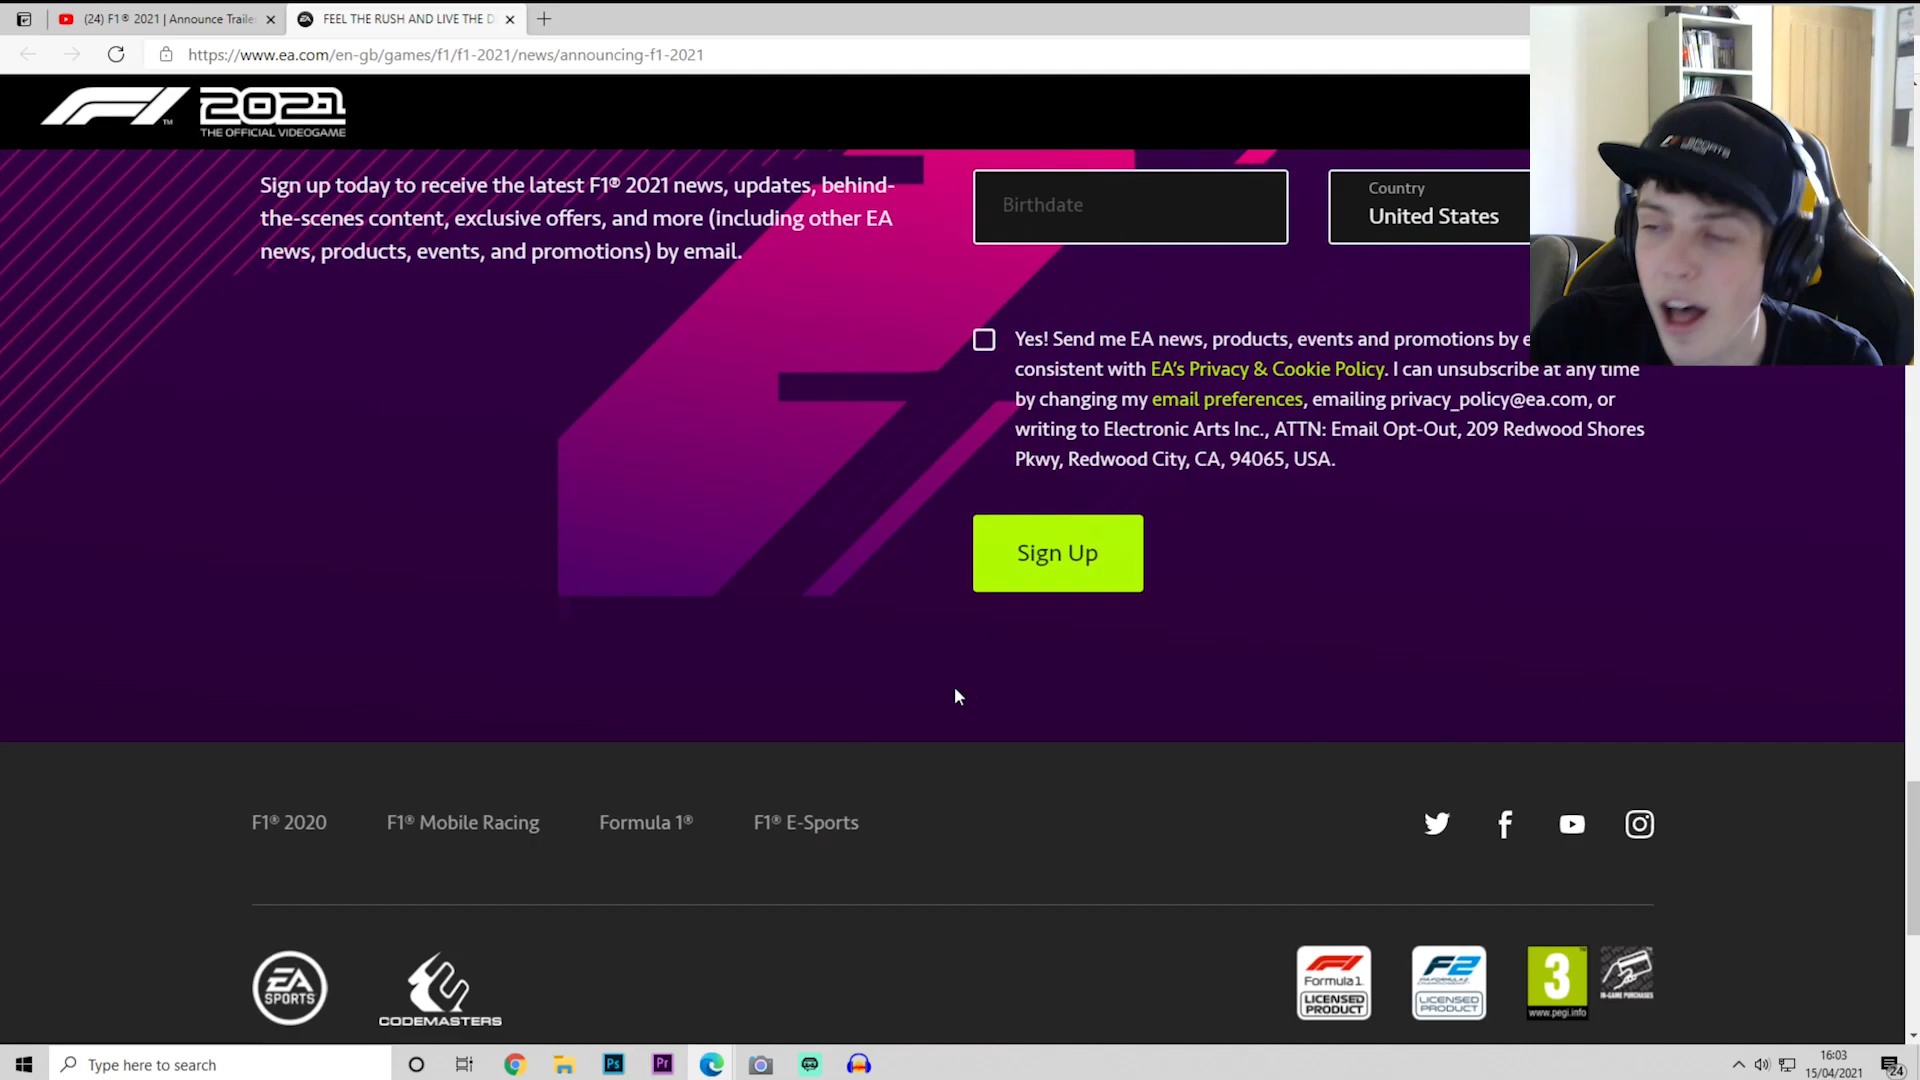 (24) F1® 2021 | Announce Traile
FEEL THE RUSH AND LIVE THE D
https://www.ea.com/en-gb/games/f1/f1-2021/news/announcing-f1-2021
F1™ 2021
THE OFFICIAL VIDEOGAME
Sign up today to receive the latest F1® 2021 news, updates, behind-
the-scenes content, exclusive offers, and more (including other EA
news, products, events, and promotions) by email.
Birthdate
Country
United States
Yes! Send me EA news, products, events and promotions by e
consistent with EA's Privacy & Cookie Policy. I can unsubscribe at any time
by changing my email preferences, emailing privacy_policy@ea.com, or
writing to Electronic Arts Inc., ATTN: Email Opt-Out, 209 Redwood Shores
Pkwy, Redwood City, CA, 94065, USA.
Sign Up
F1® 2020
F1® Mobile Racing
Formula 1®
F1® E-Sports
EA
SPORTS
CODEMASTERS
F1
Formula 1
LICENSED
PRODUCT
F2
LICENSED
PRODUCT
3
www.pegi.info
IN-GAME PURCHASES
Type here to search
Ps
Pr
16:03
15/04/2021
24